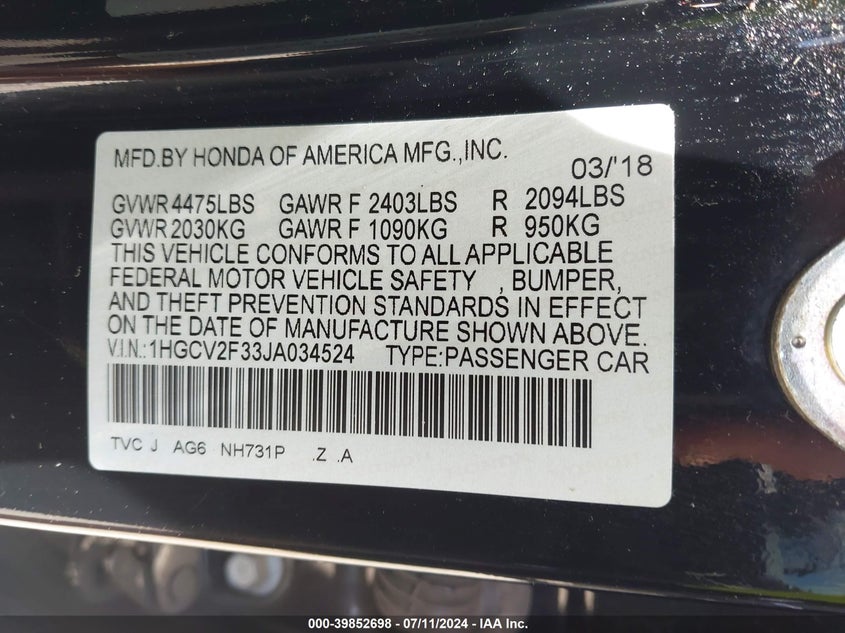 MFD.BY HONDA OF AMERICA MFG.,INC.
03/'18
GVWR 4475LBS GAWR F 2403LBS R 2094LBS
GVWR 2030KG GAWR F 1090KG R 950KG
THIS VEHICLE CONFORMS TO ALL APPLICABLE
FEDERAL MOTOR VEHICLE SAFETY , BUMPER,
AND THEFT PREVENTION STANDARDS IN EFFECT
ON THE DATE OF MANUFACTURE SHOWN ABOVE.
V.I.N.:1HGCV2F33JA034524 TYPE:PASSENGER CAR
TVC J AG6 NH731P .Z .A
000-39852698 - 07/11/2024 - IAA Inc.